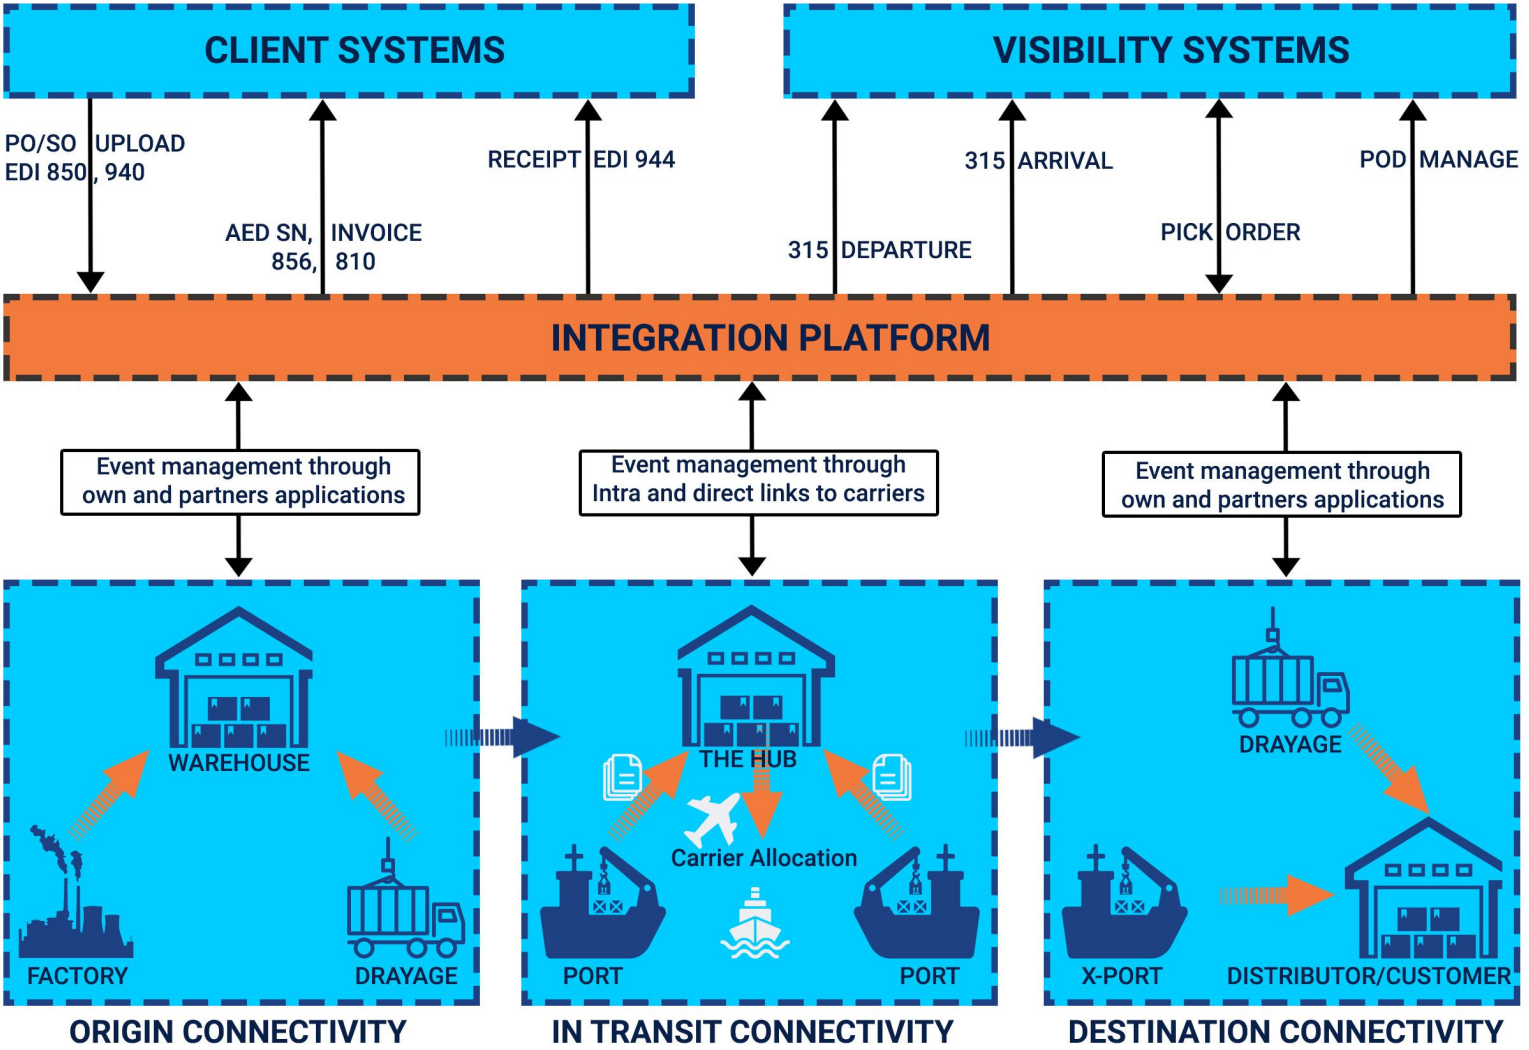 CLIENT SYSTEMS
VISIBILITY SYSTEMS
PO/SO UPLOAD
EDI 850, 940
AED SN, INVOICE
856, 810
RECEIPT EDI 944
315 DEPARTURE
315 ARRIVAL
PICK ORDER
POD MANAGE
INTEGRATION PLATFORM
Event management through
own and partners applications
Event management through
Intra and direct links to carriers
Event management through
own and partners applications
WAREHOUSE
FACTORY
DRAYAGE
THE HUB
Carrier Allocation
PORT
PORT
DRAYAGE
X-PORT
DISTRIBUTOR/CUSTOMER
ORIGIN CONNECTIVITY
IN TRANSIT CONNECTIVITY
DESTINATION CONNECTIVITY